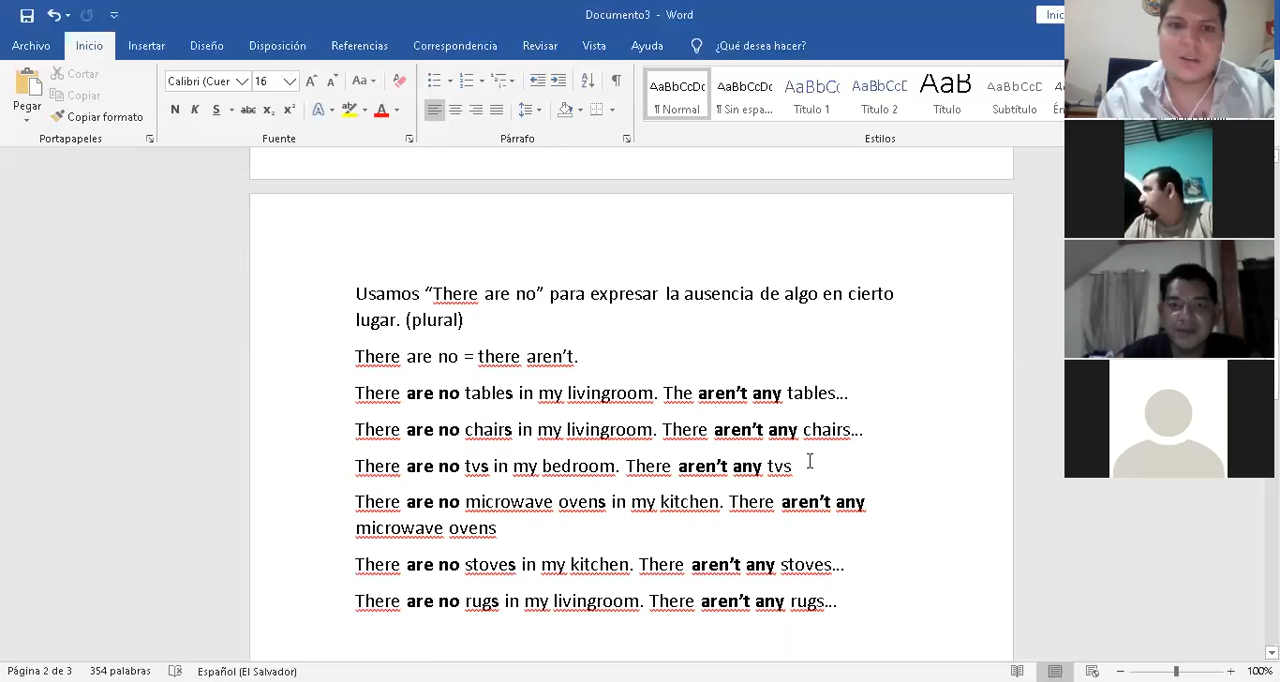 Documento3 - Word
Inic
Archivo Inicio Insertar Diseño Disposición Referencias Correspondencia Revisar Vista Ayuda ¿Qué desea hacer?
Pegar
Cortar
Copiar
Copiar formato
Portapapeles
Calibri (Cuer 16
N K S abc x₂ x²
Fuente
Párrafo
AaBbCcDc AaBbCcDc AaBbCc AaBbCcD AaB AaBbCcD
¶ Normal ¶ Sin espa... Título 1 Título 2 Título Subtítulo
Estilos
Usamos “There are no” para expresar la ausencia de algo en cierto
lugar. (plural)
There are no = there aren’t.
There are no tables in my livingroom. The aren’t any tables...
There are no chairs in my livingroom. There aren’t any chairs...
There are no tvs in my bedroom. There aren’t any tvs
There are no microwave ovens in my kitchen. There aren’t any
microwave ovens
There are no stoves in my kitchen. There aren’t any stoves...
There are no rugs in my livingroom. There aren’t any rugs...
Página 2 de 3 354 palabras Español (El Salvador) 100%